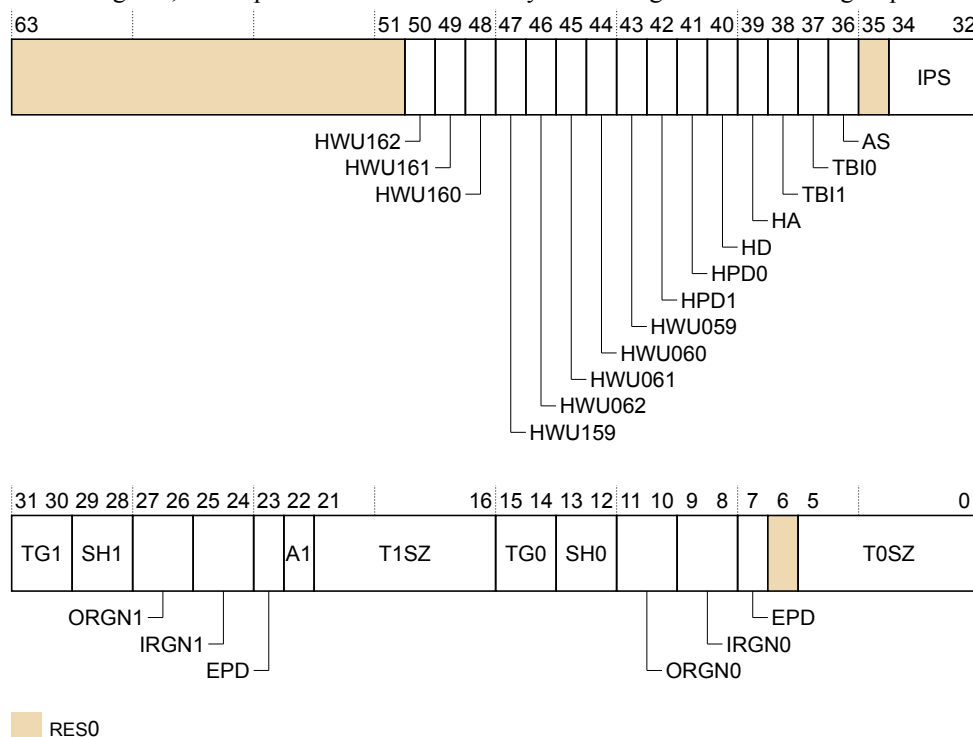 63 51 50 49 48 47 46 45 44 43 42 41 40 39 38 37 36 35 34 32
IPS
HWU162 AS
HWU161 TBI0
HWU160 TBI1
HA
HD
HPD0
HPD1
HWU059
HWU060
HWU061
HWU062
HWU159
31 30 29 28 27 26 25 24 23 22 21 16 15 14 13 12 11 10 9 8 7 6 5 0
TG1 SH1 A1 T1SZ TG0 SH0 T0SZ
ORGN1 EPD
IRGN1 IRGN0
EPD ORGN0
RES0